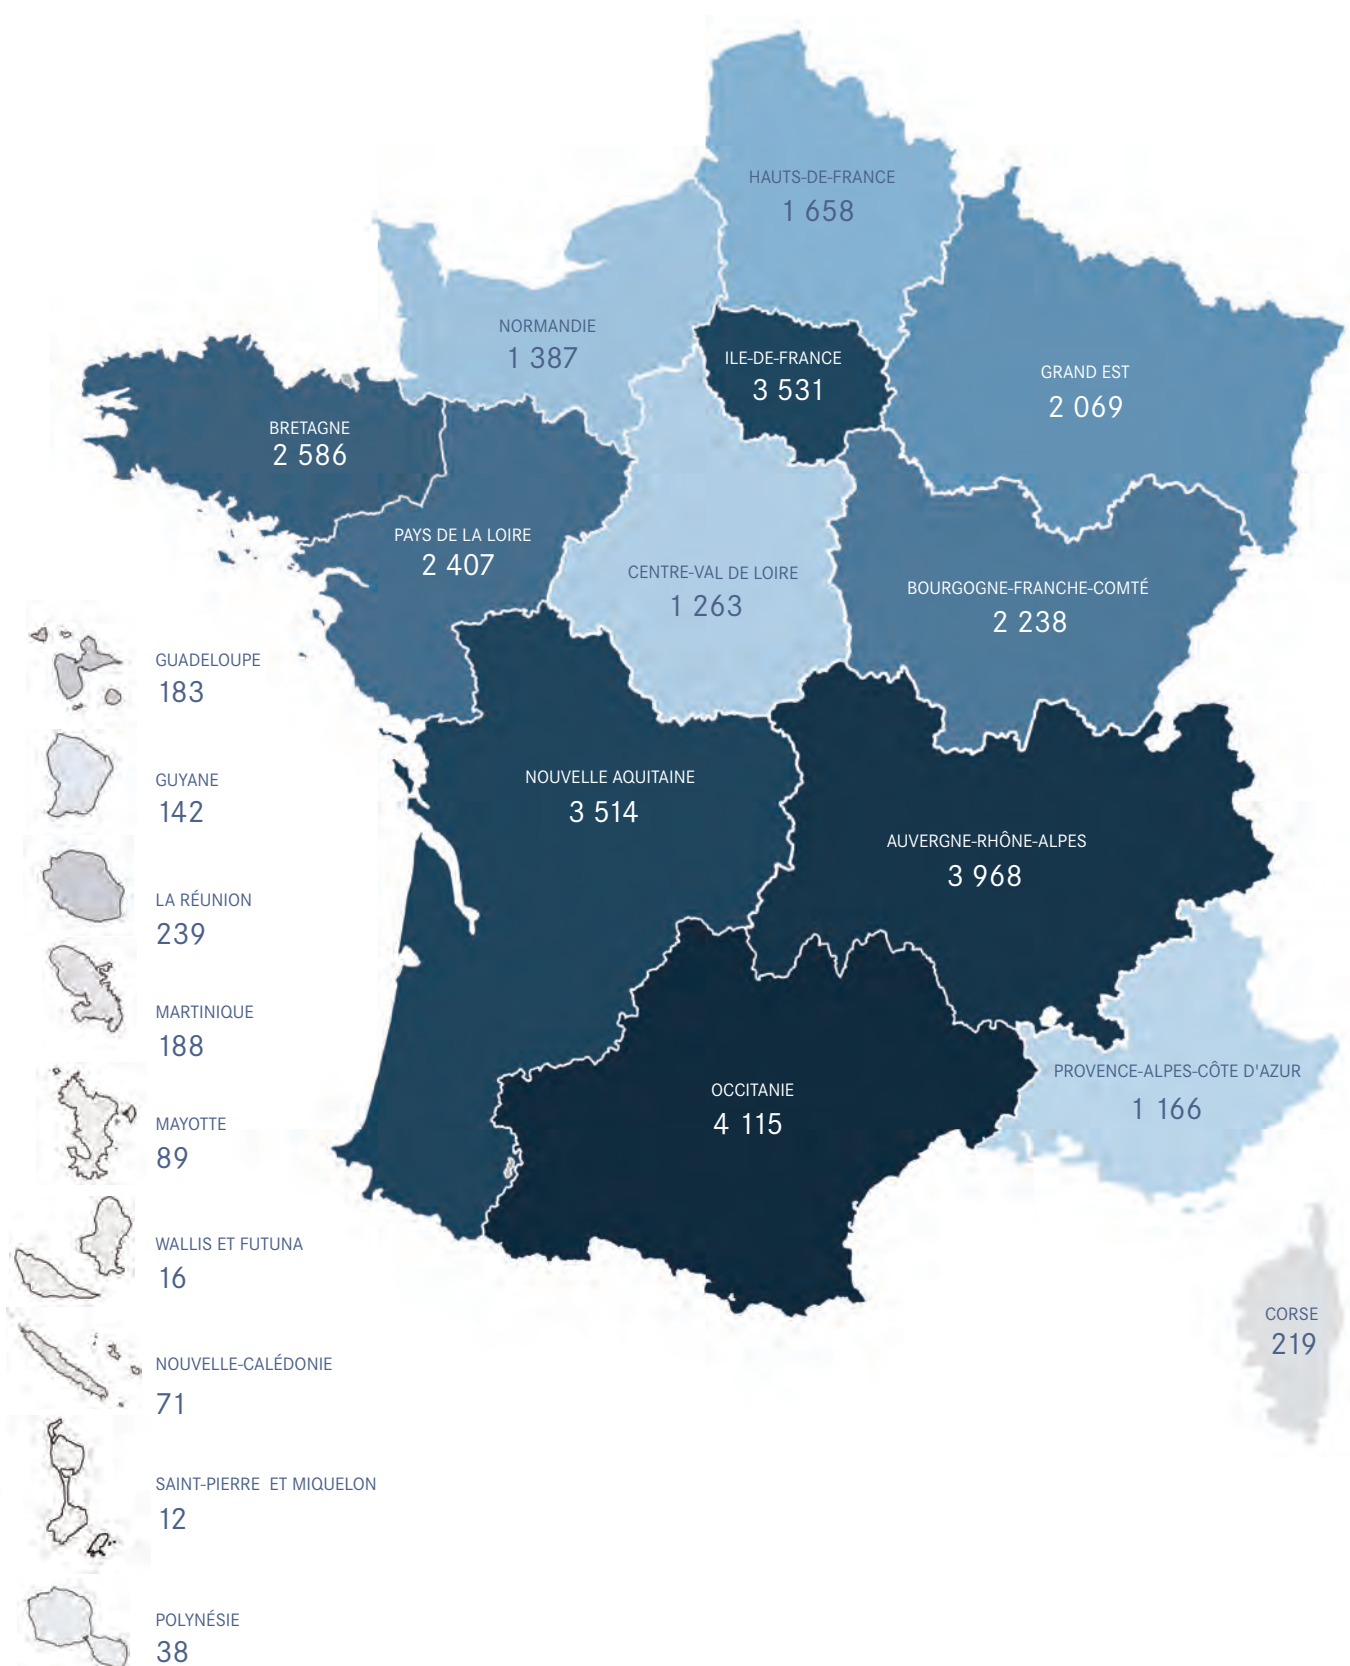 HAUTS-DE-FRANCE
1 658
NORMANDIE
1 387
ILE-DE-FRANCE
3 531
GRAND EST
2 069
BRETAGNE
2 586
PAYS DE LA LOIRE
2 407
CENTRE-VAL DE LOIRE
1 263
BOURGOGNE-FRANCHE-COMTÉ
2 238
NOUVELLE AQUITAINE
3 514
AUVERGNE-RHÔNE-ALPES
3 968
OCCITANIE
4 115
PROVENCE-ALPES-CÔTE D'AZUR
1 166
CORSE
219
GUADELOUPE
183
GUYANE
142
LA RÉUNION
239
MARTINIQUE
188
MAYOTTE
89
WALLIS ET FUTUNA
16
NOUVELLE-CALÉDONIE
71
SAINT-PIERRE ET MIQUELON
12
POLYNÉSIE
38